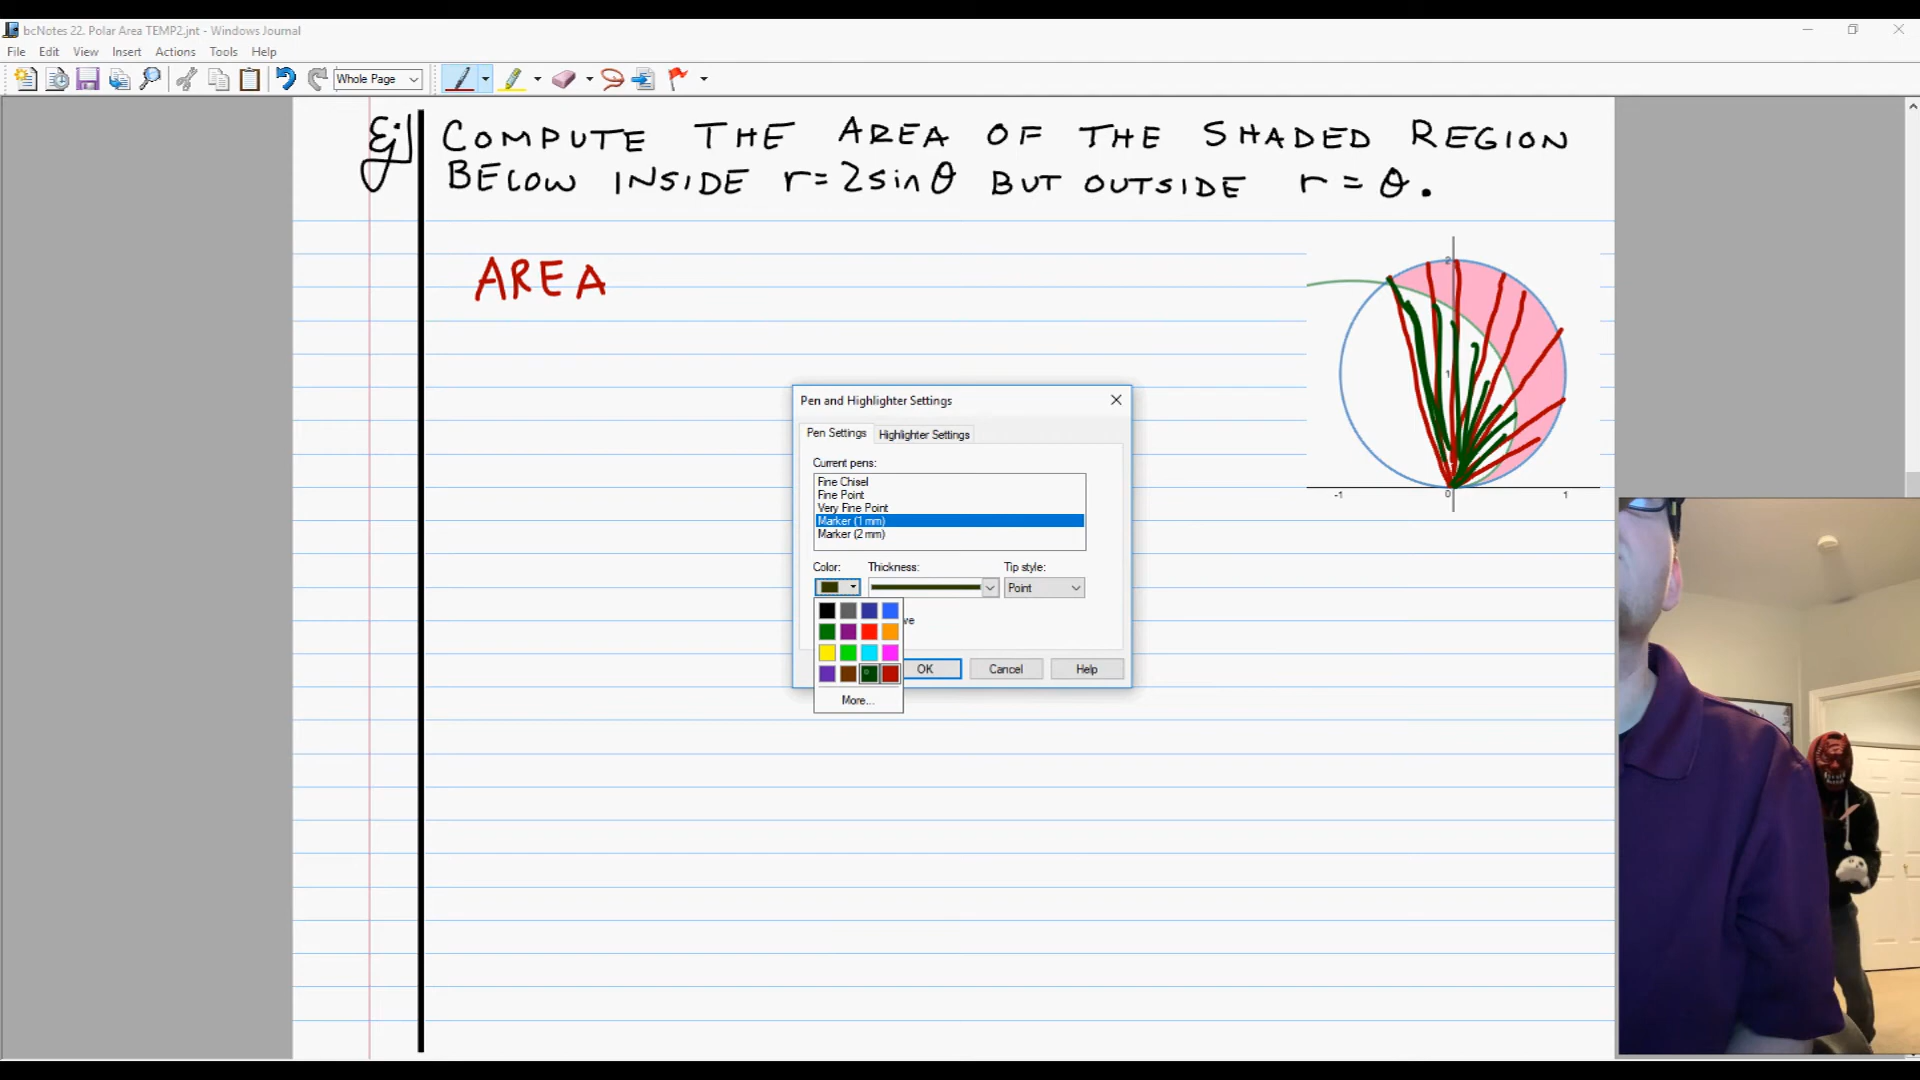 bcNotes 22. Polar Area TEMP2.jnt - Windows Journal
File Edit View Insert Actions Tools Help
Whole Page
Ej COMPUTE THE AREA OF THE SHADED REGION
BELOW INSIDE r=2sinθ BUT OUTSIDE r=θ.
AREA
2
1
-1 0 1
Pen and Highlighter Settings
Pen Settings Highlighter Settings
Current pens:
Fine Chisel
Fine Point
Very Fine Point
Marker (1 mm)
Marker (2 mm)
Color: Thickness: Tip style:
Point
ve
OK Cancel Help
More...